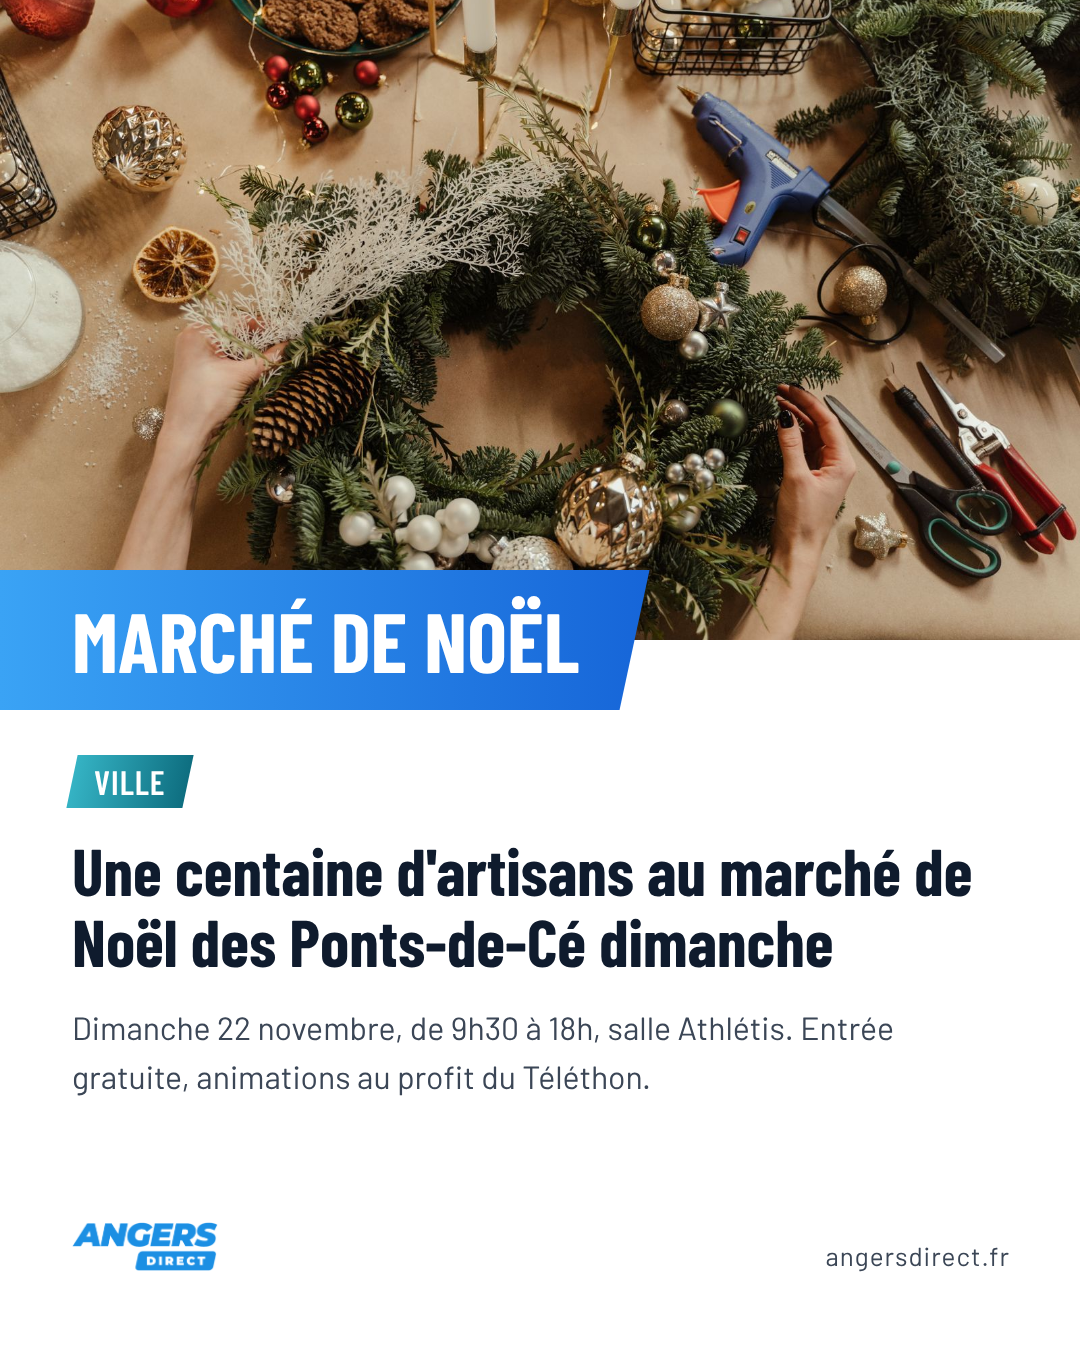 MARCHÉ DE NOËL
VILLE
Une centaine d'artisans au marché de
Noël des Ponts-de-Cé dimanche
Dimanche 22 novembre, de 9h30 à 18h, salle Athlétis. Entrée
gratuite, animations au profit du Téléthon.
ANGERS
DIRECT
angersdirect.fr